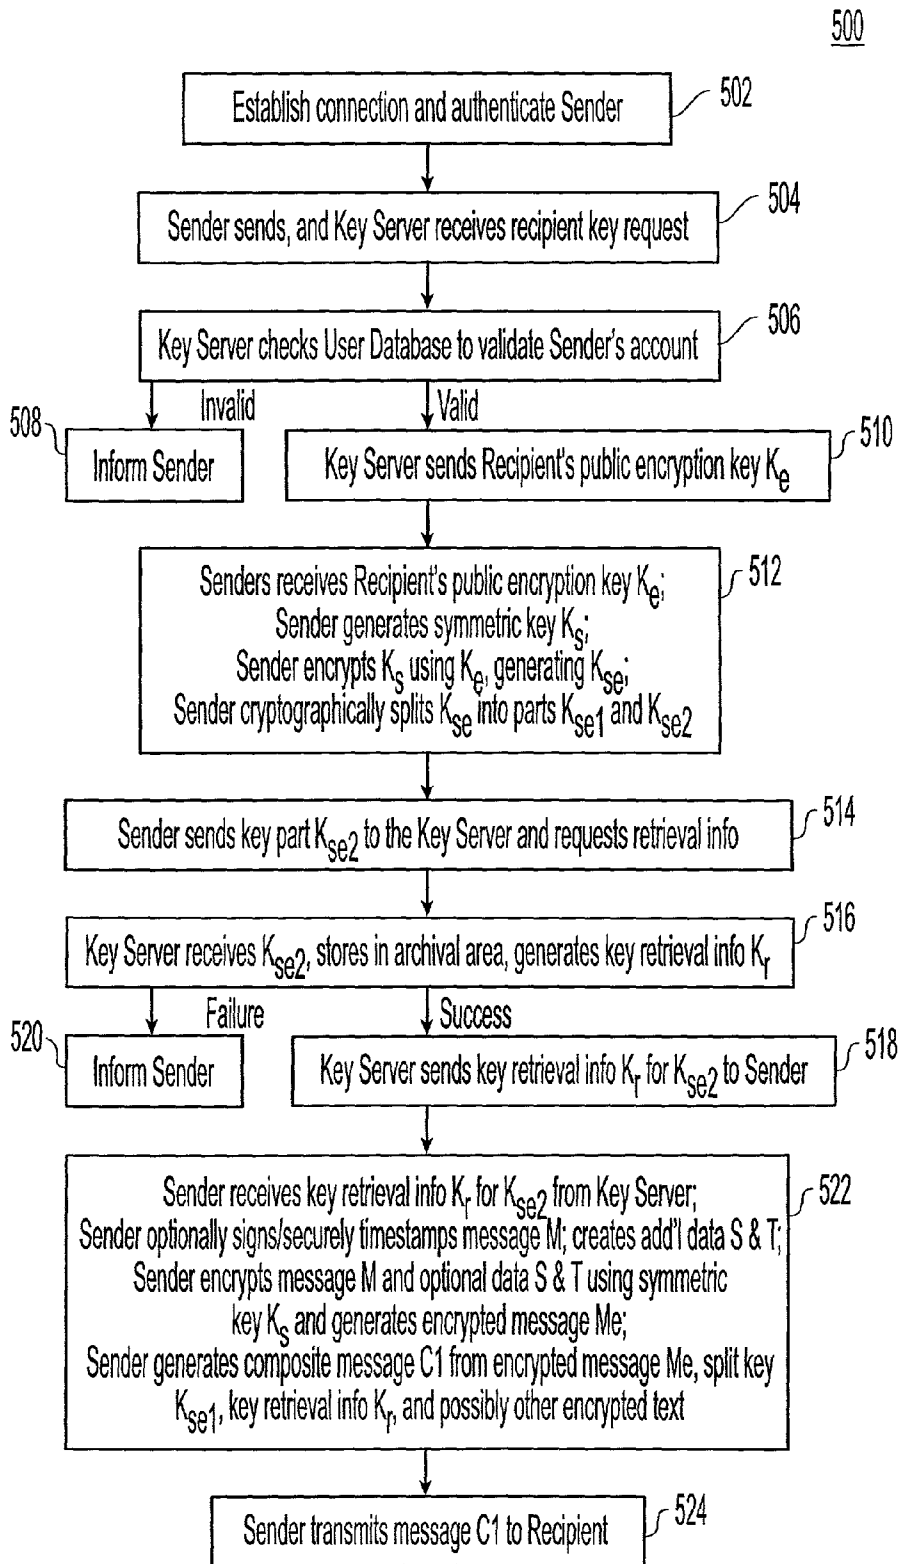 500
Establish connection and authenticate Sender
502
Sender sends, and Key Server receives recipient key request
504
Key Server checks User Database to validate Sender's account
506
Invalid
Valid
508
Inform Sender
Key Server sends Recipient's public encryption key Ke
510
Senders receives Recipient's public encryption key Ke;
Sender generates symmetric key Ks;
Sender encrypts Ks using Ke, generating Kse;
Sender cryptographically splits Kse into parts Kse1 and Kse2
512
Sender sends key part Kse2 to the Key Server and requests retrieval info
514
Key Server receives Kse2, stores in archival area, generates key retrieval info Kr
516
Failure
Success
520
Inform Sender
Key Server sends key retrieval info Kr for Kse2 to Sender
518
Sender receives key retrieval info Kr for Kse2 from Key Server;
Sender optionally signs/securely timestamps message M; creates add'l data S & T;
Sender encrypts message M and optional data S & T using symmetric
key Ks and generates encrypted message Me;
Sender generates composite message C1 from encrypted message Me, split key
Kse1, key retrieval info Kr, and possibly other encrypted text
522
Sender transmits message C1 to Recipient
524